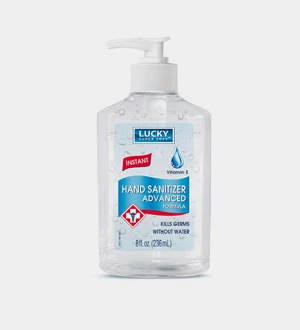 LUCKY
SUPER SOFT
INSTANT
Vitamin E
HAND SANITIZER
ADVANCED
FORMULA
KILLS GERMS
WITHOUT WATER
8 fl. oz. (236 mL)